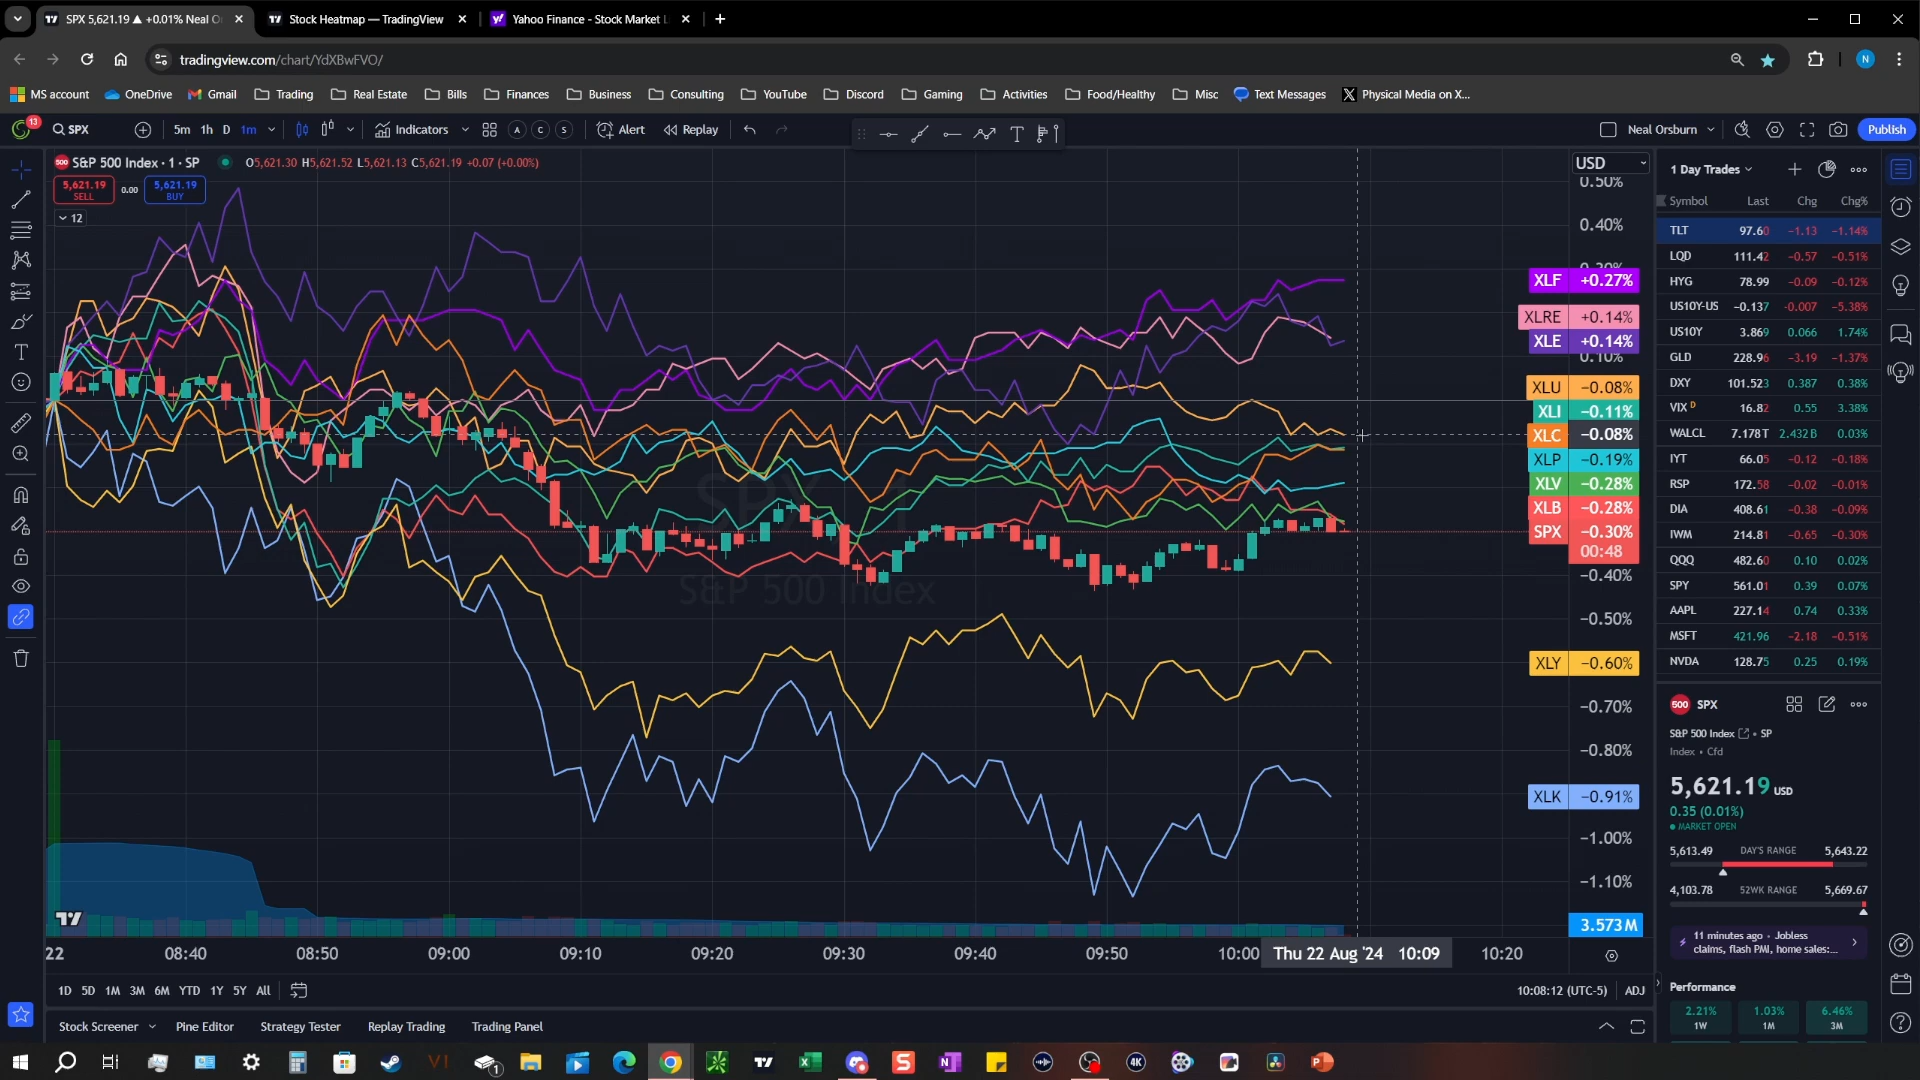 SPX 5,621.19 ▲ +0.01% Neal O
Stock Heatmap — TradingView
Yahoo Finance - Stock Market L
tradingview.com/chart/YdXBwFVO/
MS account
OneDrive
Gmail
Trading
Real Estate
Bills
Finances
Business
Consulting
YouTube
Discord
Gaming
Activities
Food/Healthy
Misc
Text Messages
Physical Media on X...
13
SPX
5m 1h D 1m
Indicators
A C S
Alert
Replay
Neal Orsburn
Publish
S&P 500 Index · 1 · SP
O5,621.30 H5,621.52 L5,621.13 C5,621.19 +0.07 (+0.00%)
5,621.19 SELL
0.00
5,621.19 BUY
12
SPX, 1
S&P 500 Index
USD
0.50%
0.40%
0.10%
−0.40%
−0.50%
−0.70%
−0.80%
−1.00%
−1.10%
XLF +0.27%
XLRE +0.14%
XLE +0.14%
XLU −0.08%
XLI −0.11%
XLC −0.08%
XLP −0.19%
XLV −0.28%
XLB −0.28%
SPX −0.30%
00:48
XLY −0.60%
XLK −0.91%
3.573M
22 08:40 08:50 09:00 09:10 09:20 09:30 09:40 09:50 10:00 Thu 22 Aug '24 10:09 10:20
1D 5D 1M 3M 6M YTD 1Y 5Y All
10:08:12 (UTC-5) ADJ
Stock Screener
Pine Editor
Strategy Tester
Replay Trading
Trading Panel
1 Day Trades
Symbol Last Chg Chg%
TLT 97.60 −1.13 −1.14%
LQD 111.42 −0.57 −0.51%
HYG 78.99 −0.09 −0.12%
US10Y-US −0.137 −0.007 −5.38%
US10Y 3.869 0.066 1.74%
GLD 228.96 −3.19 −1.37%
DXY 101.523 0.387 0.38%
VIX D 16.82 0.55 3.38%
WALCL 7.178T 2.432B 0.03%
IYT 66.05 −0.12 −0.18%
RSP 172.58 −0.02 −0.01%
DIA 408.61 −0.38 −0.09%
IWM 214.81 −0.65 −0.30%
QQQ 482.60 0.10 0.02%
SPY 561.01 0.39 0.07%
AAPL 227.14 0.74 0.33%
MSFT 421.96 −2.18 −0.51%
NVDA 128.75 0.25 0.19%
500 SPX
S&P 500 Index • SP
Index • Cfd
5,621.19 USD
0.35 (0.01%)
MARKET OPEN
5,613.49 DAY'S RANGE 5,643.22
4,103.78 52WK RANGE 5,669.67
11 minutes ago • Jobless
claims, flash PMI, home sales:...
Performance
2.21% 1.03% 6.46%
1W 1M 3M